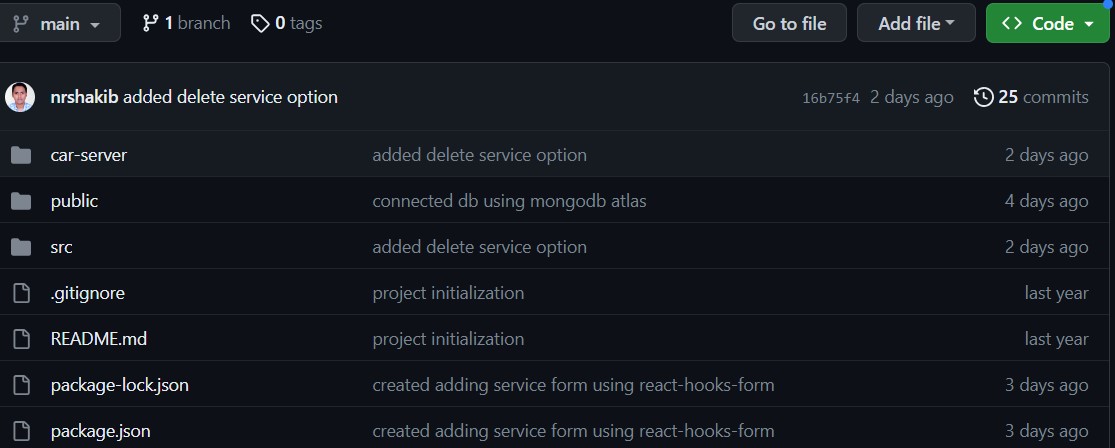 main 1 branch 0 tags Go to file Add file Code
nrshakib added delete service option 16b75f4 2 days ago 25 commits
car-server added delete service option 2 days ago
public connected db using mongodb atlas 4 days ago
src added delete service option 2 days ago
.gitignore project initialization last year
README.md project initialization last year
package-lock.json created adding service form using react-hooks-form 3 days ago
package.json created adding service form using react-hooks-form 3 days ago